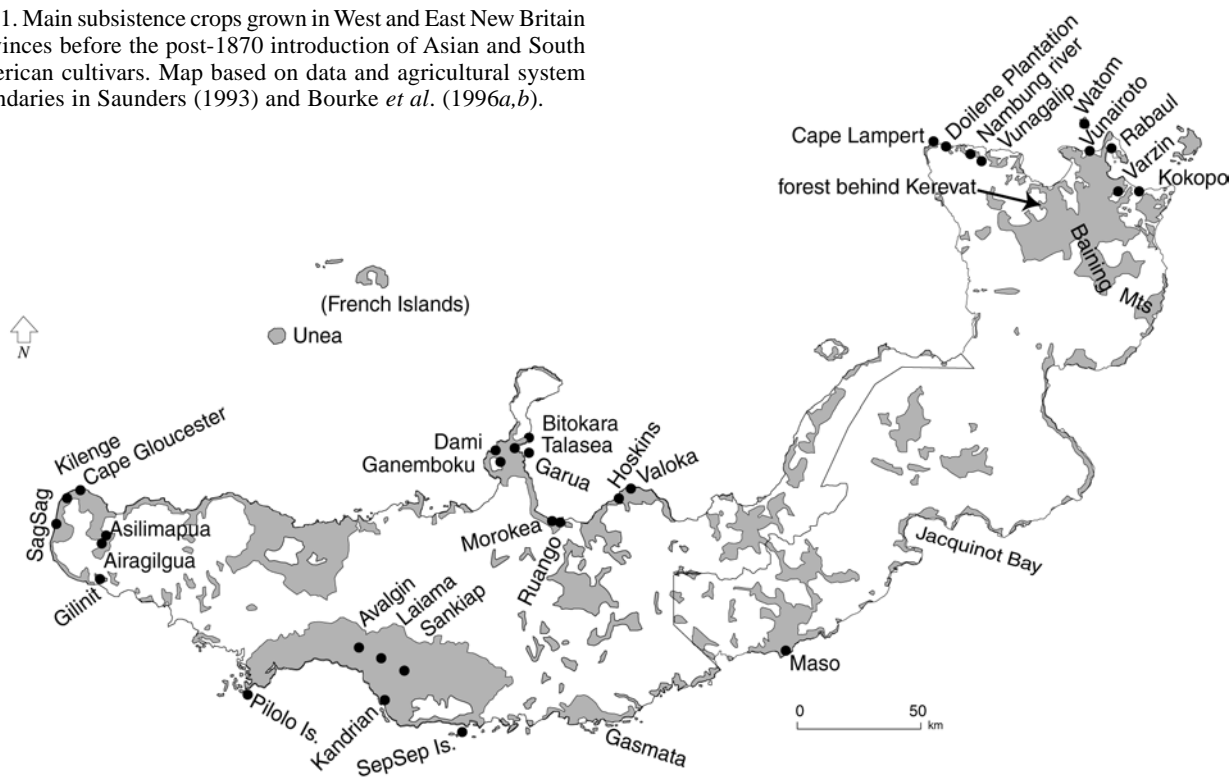 1. Main subsistence crops grown in West and East New Britain
vinces before the post-1870 introduction of Asian and South
erican cultivars. Map based on data and agricultural system
ndaries in Saunders (1993) and Bourke et al. (1996a,b).
Cape Lampert
Doilene Plantation
Nambung river
Vunagalip
Watom
Vunairoto
Rabaul
Varzin
Kokopo
forest behind Kerevat
Baining
Mts
(French Islands)
Unea
N
Kilenge
Cape Gloucester
SagSag
Asilimapua
Airagilgua
Gilinit
Dami
Ganemboku
Bitokara
Talasea
Garua
Hoskins
Valoka
Morokea
Ruango
Jacquinot Bay
Avalgin
Laiama
Sankiap
Maso
Pilolo Is.
Kandrian
SepSep Is.
Gasmata
0 50
km